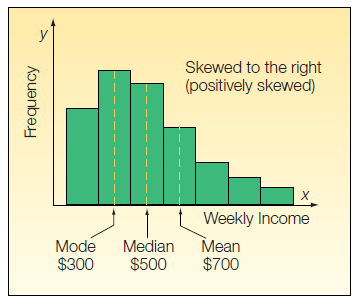 y
Frequency
Skewed to the right
(positively skewed)
x
Weekly Income
Mode
$300
Median
$500
Mean
$700